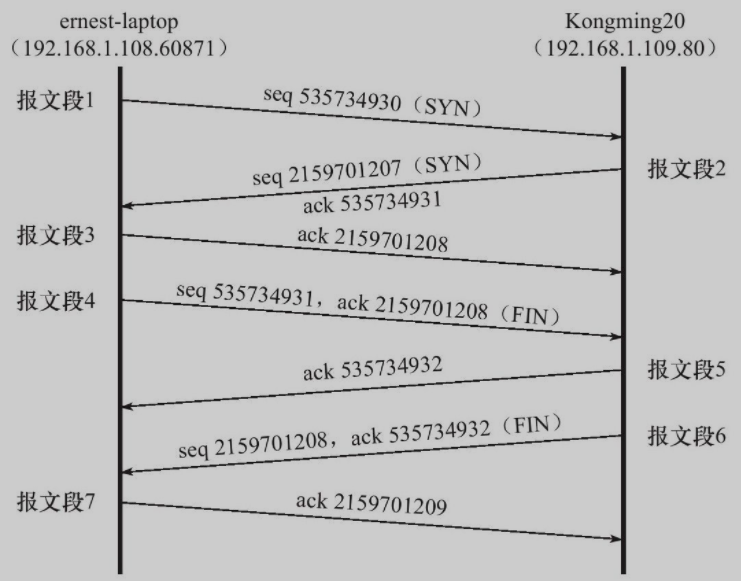 ernest-laptop
（192.168.1.108.60871）
Kongming20
（192.168.1.109.80）
报文段1
seq 535734930（SYN）
报文段2
seq 2159701207（SYN）
ack 535734931
报文段3
ack 2159701208
报文段4
seq 535734931，ack 2159701208（FIN）
报文段5
ack 535734932
报文段6
seq 2159701208，ack 535734932（FIN）
报文段7
ack 2159701209